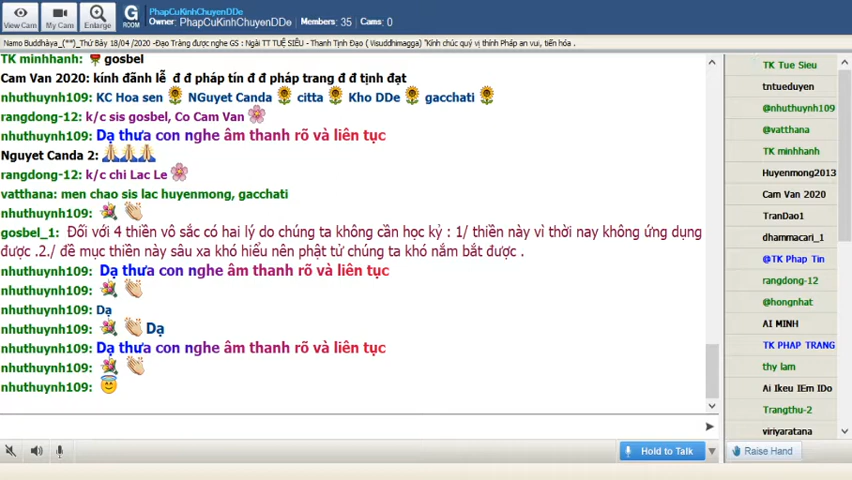 PhapCuKinhChuyenDDe
Owner: PhapCuKinhChuyenDDe Members: 35 Cams: 0
View Cam My Cam Enlarge G ROOM
Namo Buddhàya_(**)_Thứ Bảy 18/04 /2020 -Đạo Tràng được nghe GS : Ngài TT TUỆ SIÊU - Thanh Tịnh Đạo ( Visuddhimagga) "Kính chúc quý vị thính Pháp an vui, tiến hóa .
TK minhhanh: gosbel
Cam Van 2020: kính đãnh lễ đ đ pháp tín đ đ pháp trang đ đ tịnh đạt
nhuthuynh109: KC Hoa sen NGuyet Canda citta Kho DDe gacchati
rangdong-12: k/c sis gosbel, Co Cam Van
nhuthuynh109: Dạ thưa con nghe âm thanh rõ và liên tục
Nguyet Canda 2:
rangdong-12: k/c chi Lac Le
vatthana: men chao sis lac huyenmong, gacchati
nhuthuynh109:
gosbel_1: Đối với 4 thiền vô sắc có hai lý do chúng ta không cần học kỷ : 1/ thiền này vì thời nay không ứng dụng
được .2./ đề mục thiền này sâu xa khó hiểu nên phật tử chúng ta khó nắm bắt được .
nhuthuynh109: Dạ thưa con nghe âm thanh rõ và liên tục
nhuthuynh109:
nhuthuynh109: Dạ
nhuthuynh109: Dạ
nhuthuynh109: Dạ thưa con nghe âm thanh rõ và liên tục
nhuthuynh109:
nhuthuynh109:
TK Tue Sieu
tntueduyen
@nhuthuynh109
@vatthana
TK minhhanh
Huyenmong2013
Cam Van 2020
TranDao1
dhammacari_1
@TK Phap Tin
rangdong-12
@hongnhat
AI MINH
TK PHAP TRANG
thy lam
Ai Ikeu IEm IDo
Trangthu-2
viriyaratana
Hold to Talk
Raise Hand